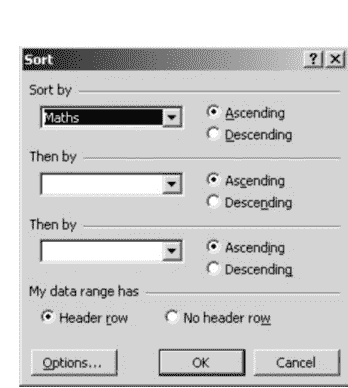 Sort
Sort by
Maths
Ascending
Descending
Then by
Ascending
Descending
Then by
Ascending
Descending
My data range has
Header row
No header row
Options...
OK
Cancel